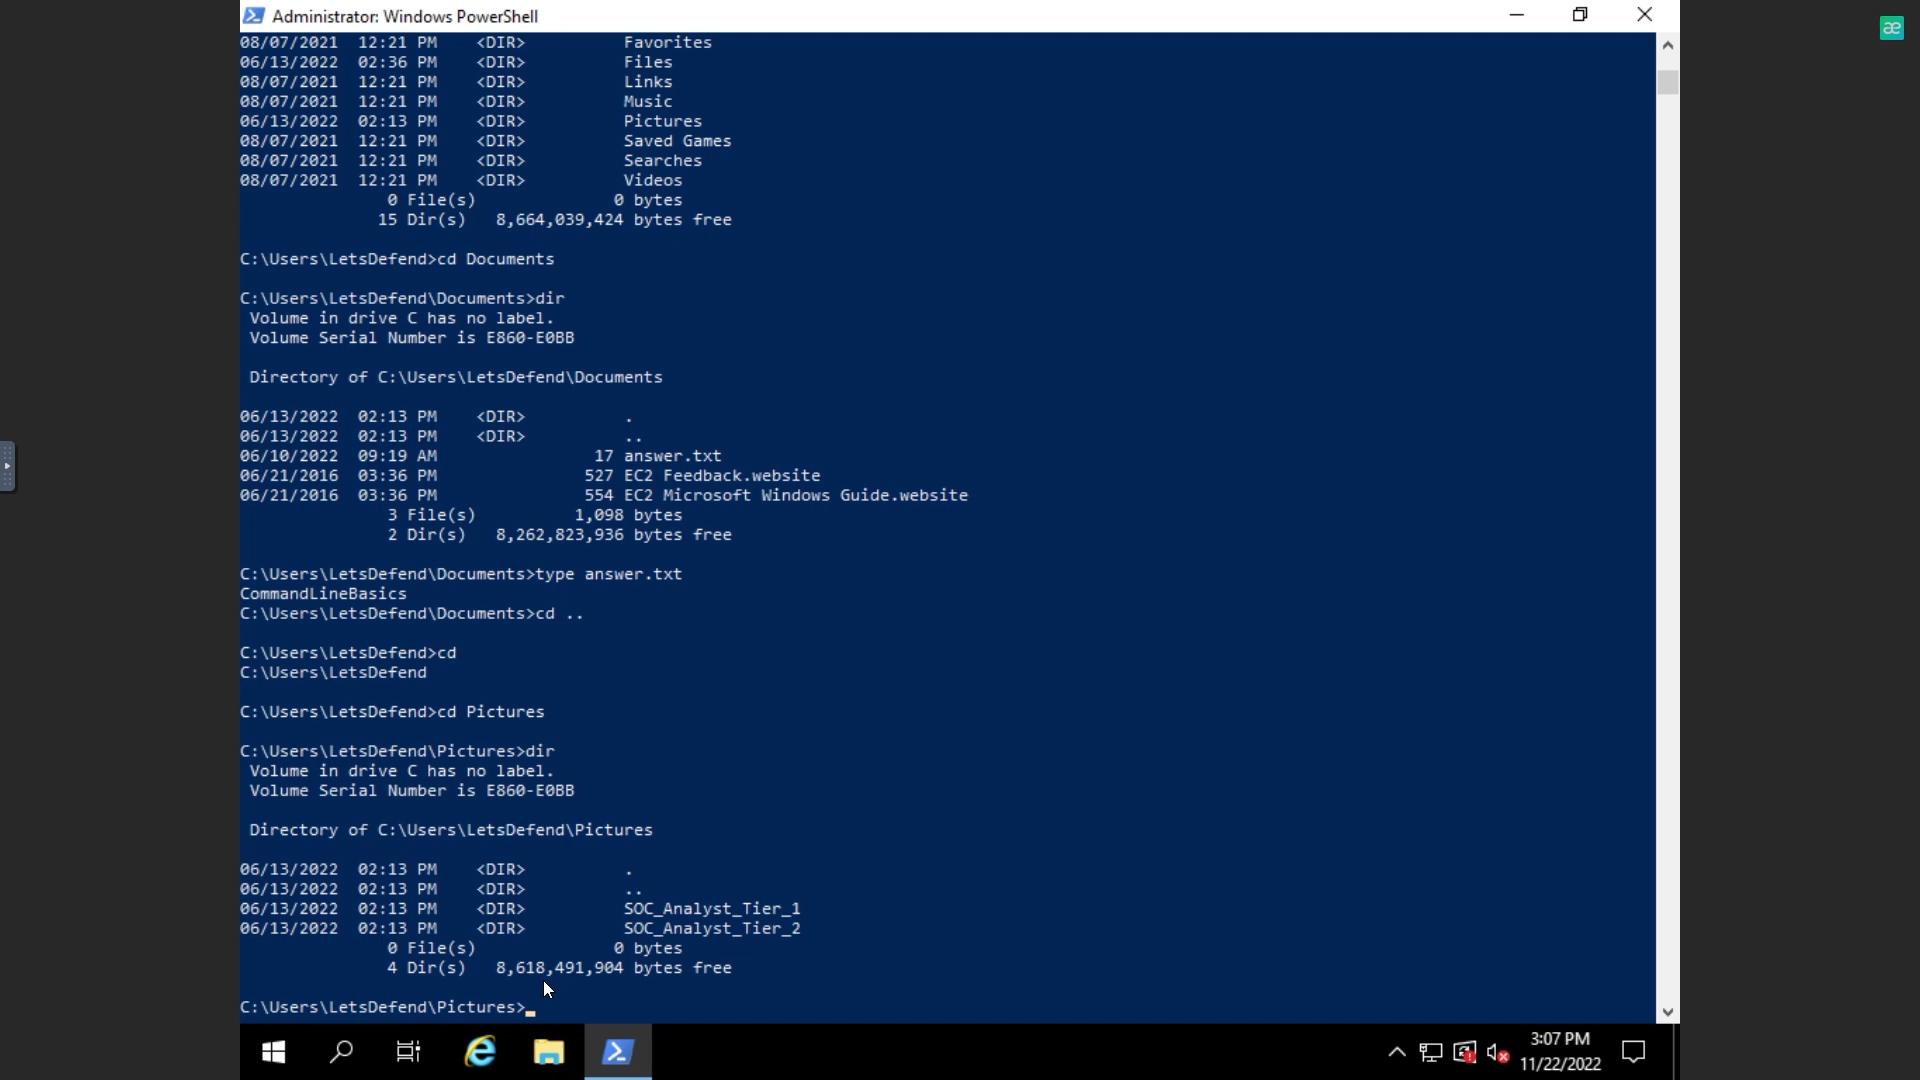 Administrator: Windows PowerShell
æ
08/07/2021  12:21 PM    <DIR>          Favorites
06/13/2022  02:36 PM    <DIR>          Files
08/07/2021  12:21 PM    <DIR>          Links
08/07/2021  12:21 PM    <DIR>          Music
06/13/2022  02:13 PM    <DIR>          Pictures
08/07/2021  12:21 PM    <DIR>          Saved Games
08/07/2021  12:21 PM    <DIR>          Searches
08/07/2021  12:21 PM    <DIR>          Videos
               0 File(s)              0 bytes
              15 Dir(s)   8,664,039,424 bytes free
C:\Users\LetsDefend>cd Documents
C:\Users\LetsDefend\Documents>dir
 Volume in drive C has no label.
 Volume Serial Number is E860-E0BB
 Directory of C:\Users\LetsDefend\Documents
06/13/2022  02:13 PM    <DIR>          .
06/13/2022  02:13 PM    <DIR>          ..
06/10/2022  09:19 AM                17 answer.txt
06/21/2016  03:36 PM               527 EC2 Feedback.website
06/21/2016  03:36 PM               554 EC2 Microsoft Windows Guide.website
               3 File(s)          1,098 bytes
               2 Dir(s)   8,262,823,936 bytes free
C:\Users\LetsDefend\Documents>type answer.txt
CommandLineBasics
C:\Users\LetsDefend\Documents>cd ..
C:\Users\LetsDefend>cd
C:\Users\LetsDefend
C:\Users\LetsDefend>cd Pictures
C:\Users\LetsDefend\Pictures>dir
 Volume in drive C has no label.
 Volume Serial Number is E860-E0BB
 Directory of C:\Users\LetsDefend\Pictures
06/13/2022  02:13 PM    <DIR>          .
06/13/2022  02:13 PM    <DIR>          ..
06/13/2022  02:13 PM    <DIR>          SOC_Analyst_Tier_1
06/13/2022  02:13 PM    <DIR>          SOC_Analyst_Tier_2
               0 File(s)              0 bytes
               4 Dir(s)   8,618,491,904 bytes free
C:\Users\LetsDefend\Pictures>_
3:07 PM
11/22/2022